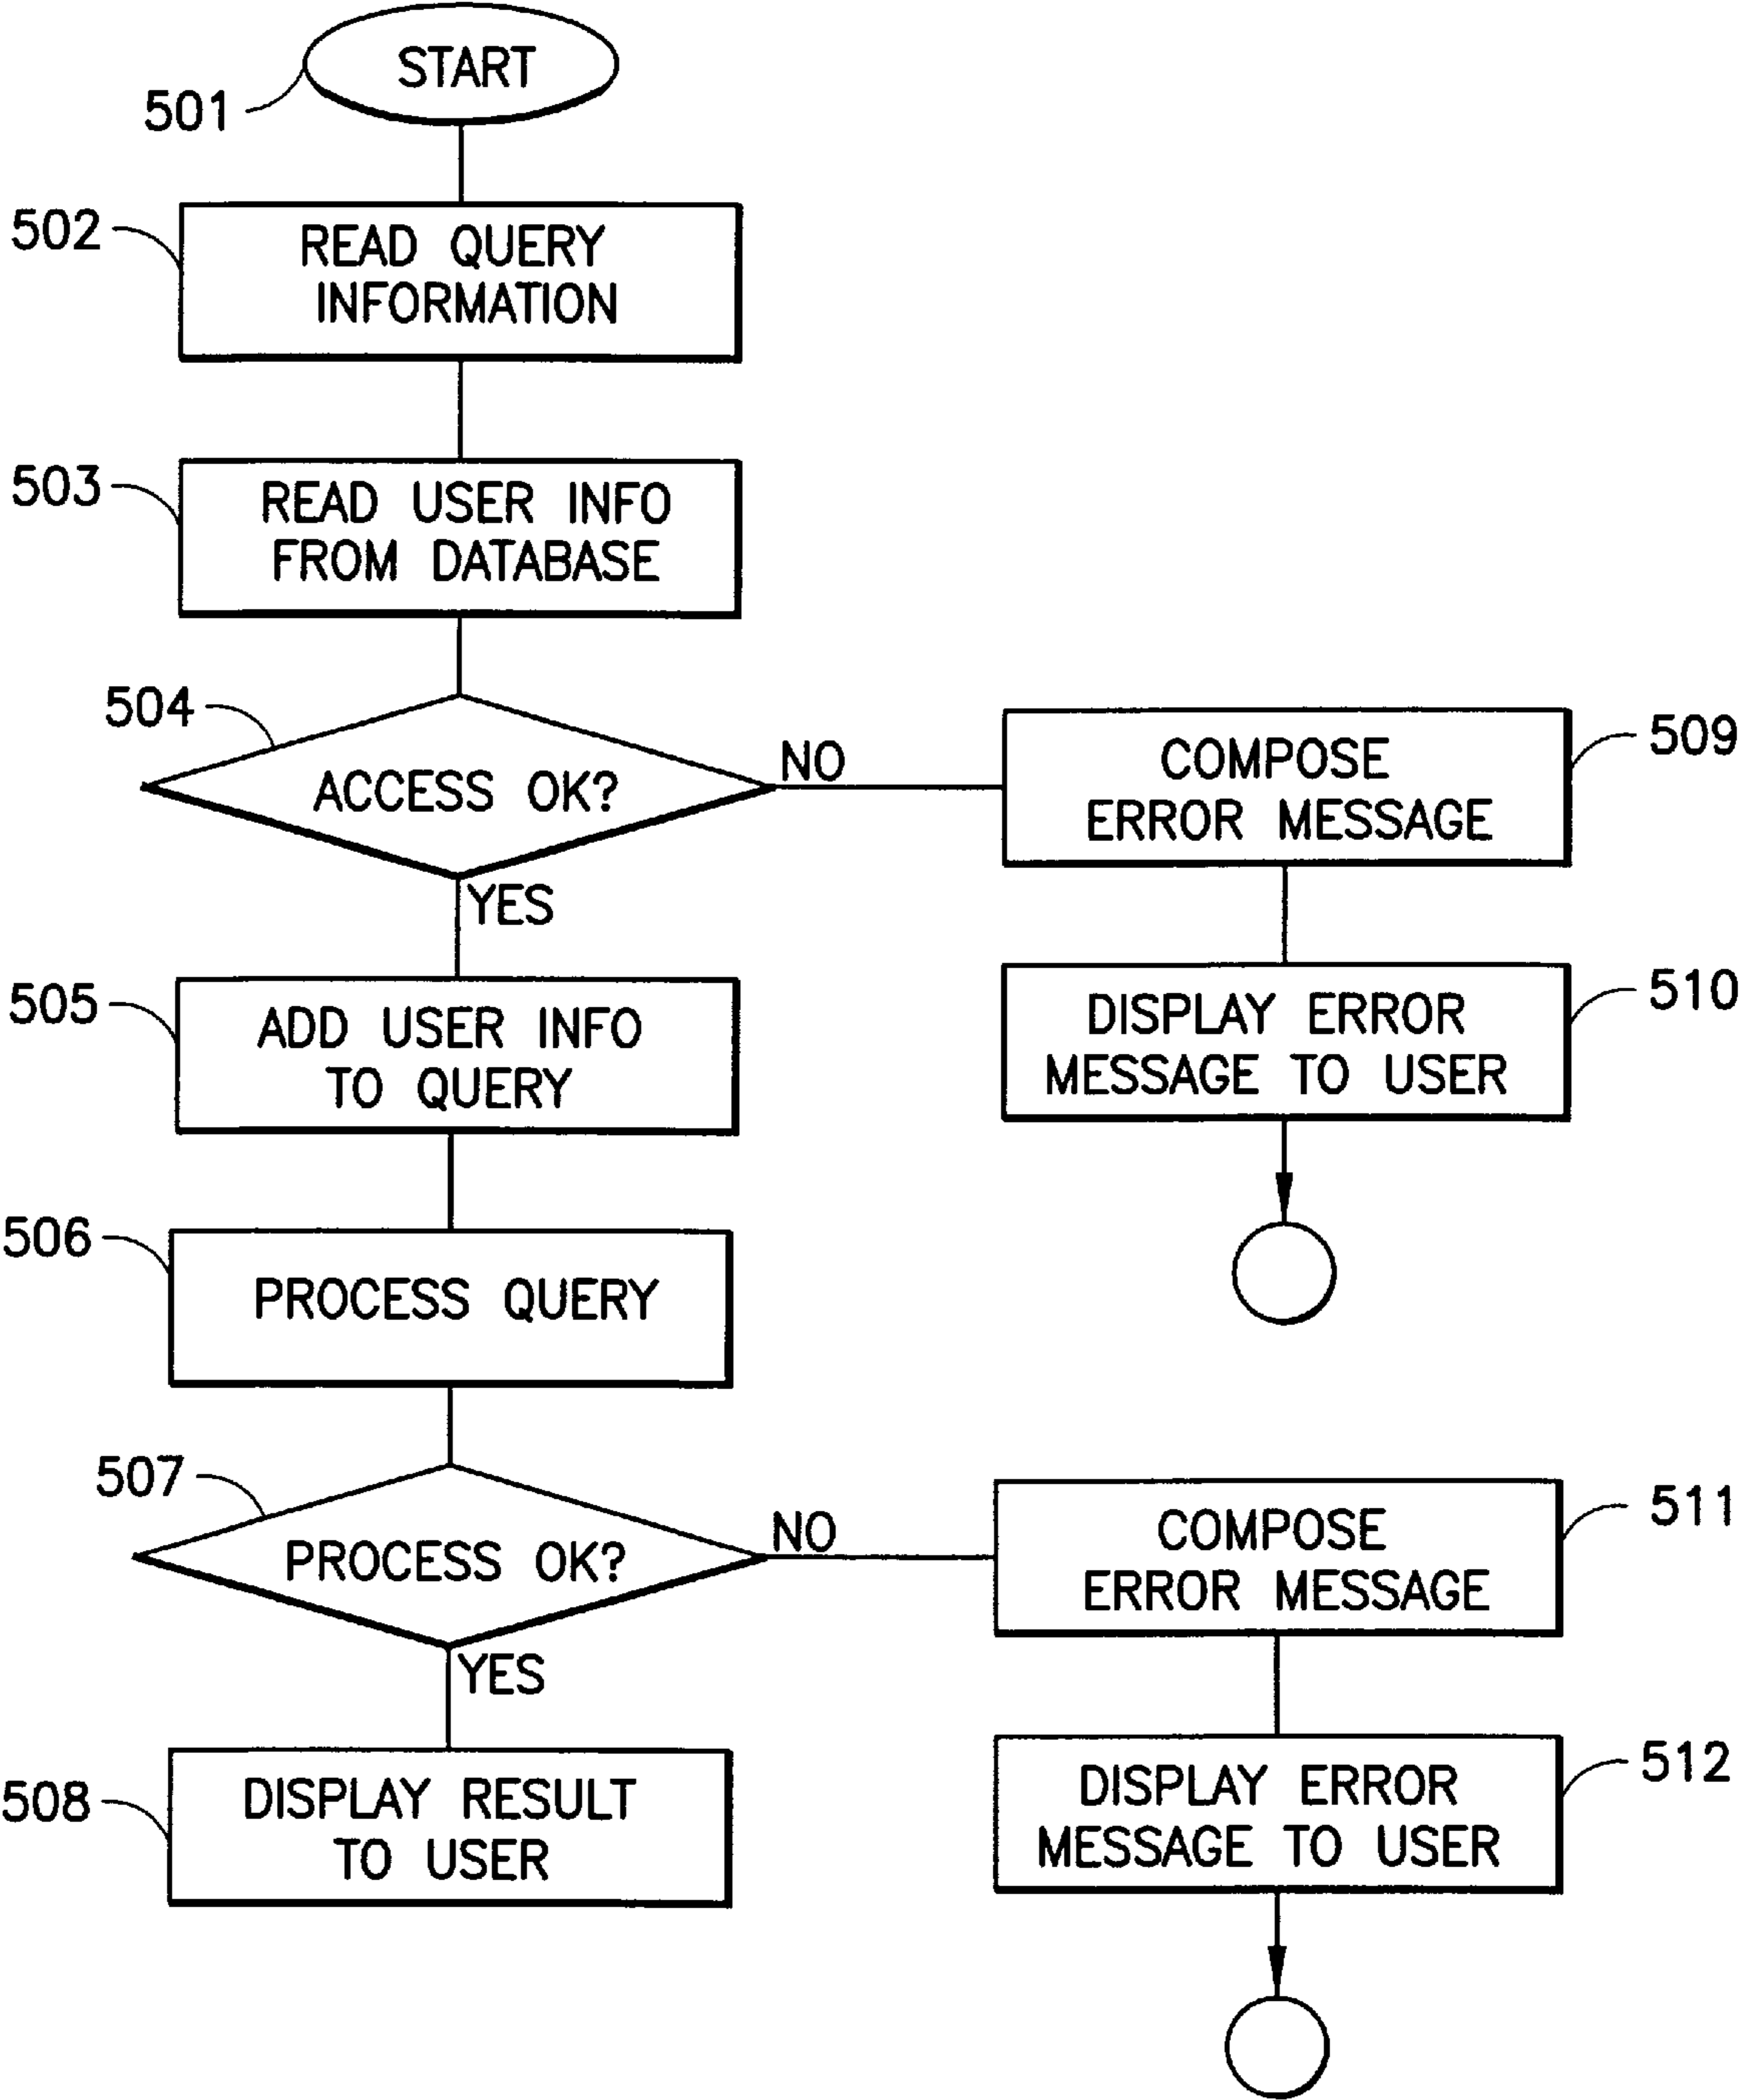 START
501
502
READ QUERY
INFORMATION
503
READ USER INFO
FROM DATABASE
504
ACCESS OK?
NO
YES
COMPOSE
ERROR MESSAGE
509
505
ADD USER INFO
TO QUERY
DISPLAY ERROR
MESSAGE TO USER
510
506
PROCESS QUERY
507
PROCESS OK?
NO
YES
COMPOSE
ERROR MESSAGE
511
508
DISPLAY RESULT
TO USER
DISPLAY ERROR
MESSAGE TO USER
512